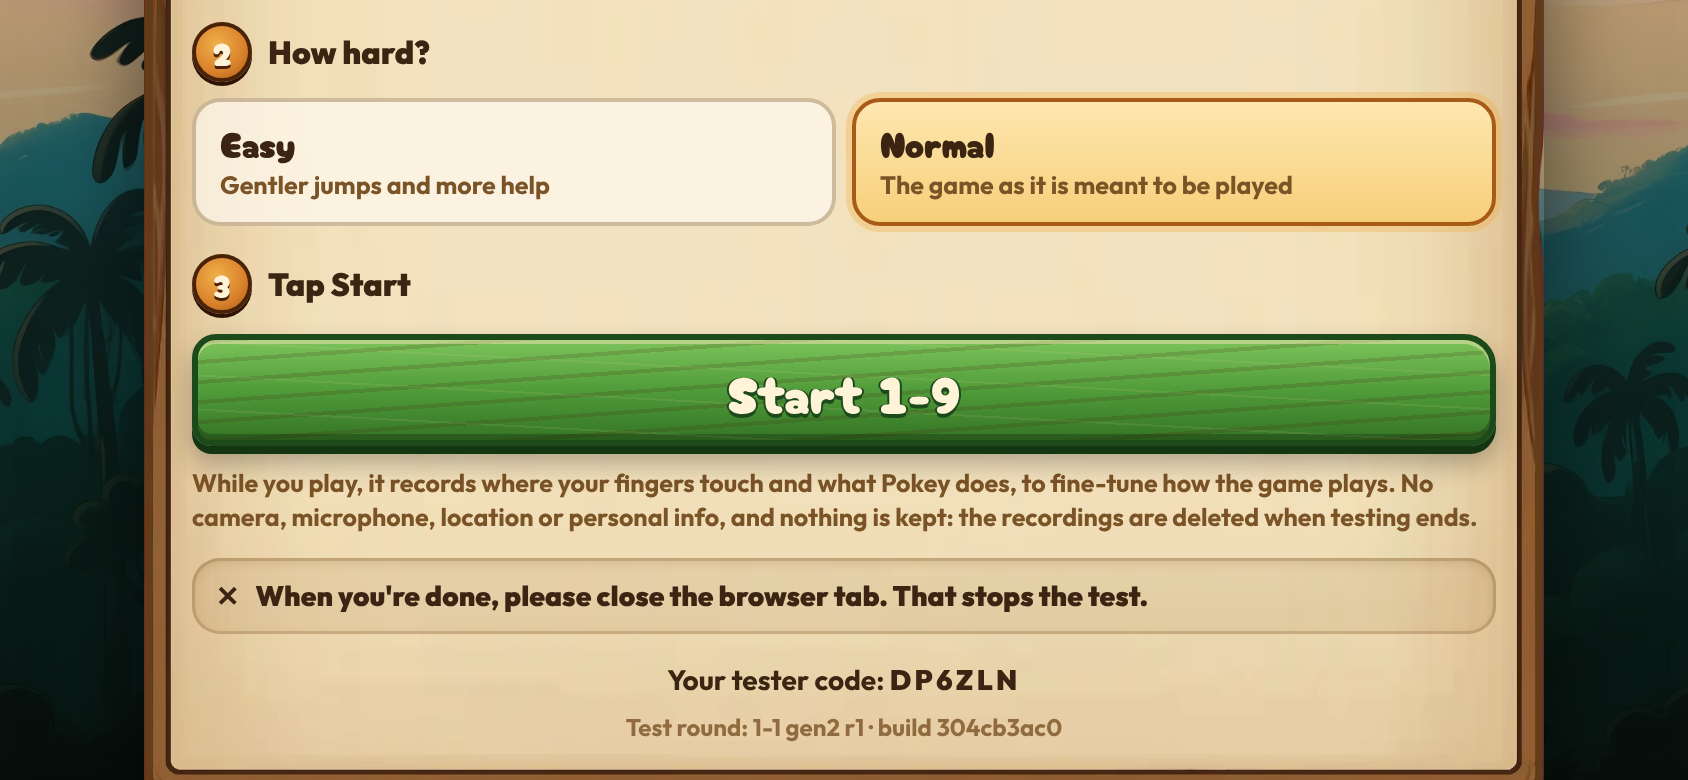 2 How hard?
Easy
Gentler jumps and more help
Normal
The game as it is meant to be played
3 Tap Start
Start 1-9
While you play, it records where your fingers touch and what Pokey does, to fine-tune how the game plays. No
camera, microphone, location or personal info, and nothing is kept: the recordings are deleted when testing ends.
✕ When you're done, please close the browser tab. That stops the test.
Your tester code: DP6ZLN
Test round: 1-1 gen2 r1 · build 304cb3ac0